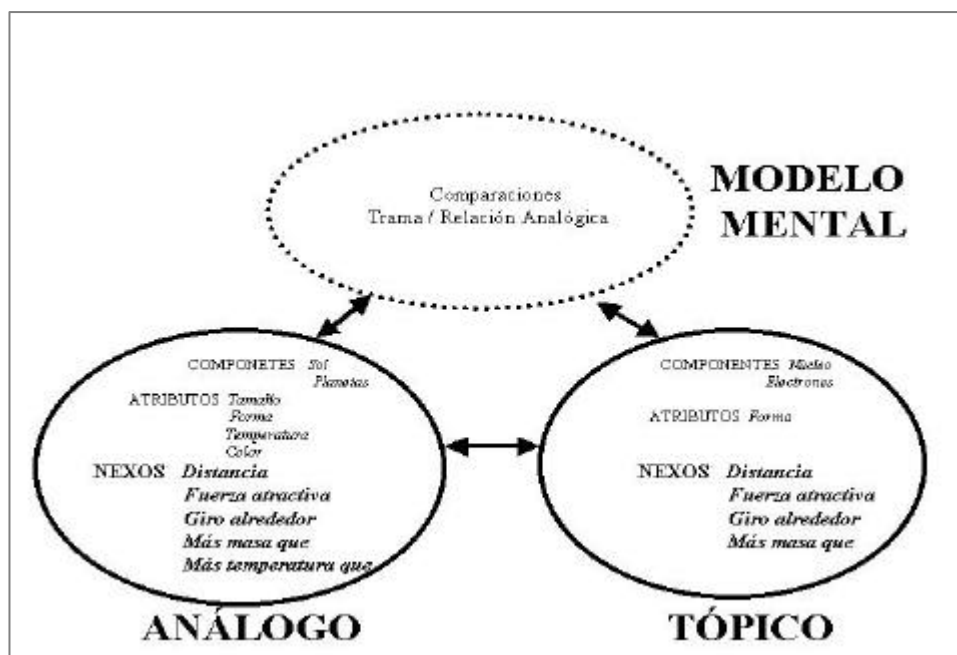 MODELO
MENTAL
Comparaciones
Trama / Relación Analógica
COMPONETES Sol
Planetas
ATRIBUTOS Tamaño
Forma
Temperatura
Color
NEXOS Distancia
Fuerza atractiva
Giro alrededor
Más masa que
Más temperatura que
ANÁLOGO
COMPONENTES Núcleo
Electrones
ATRIBUTOS Forma
NEXOS Distancia
Fuerza atractiva
Giro alrededor
Más masa que
TÓPICO